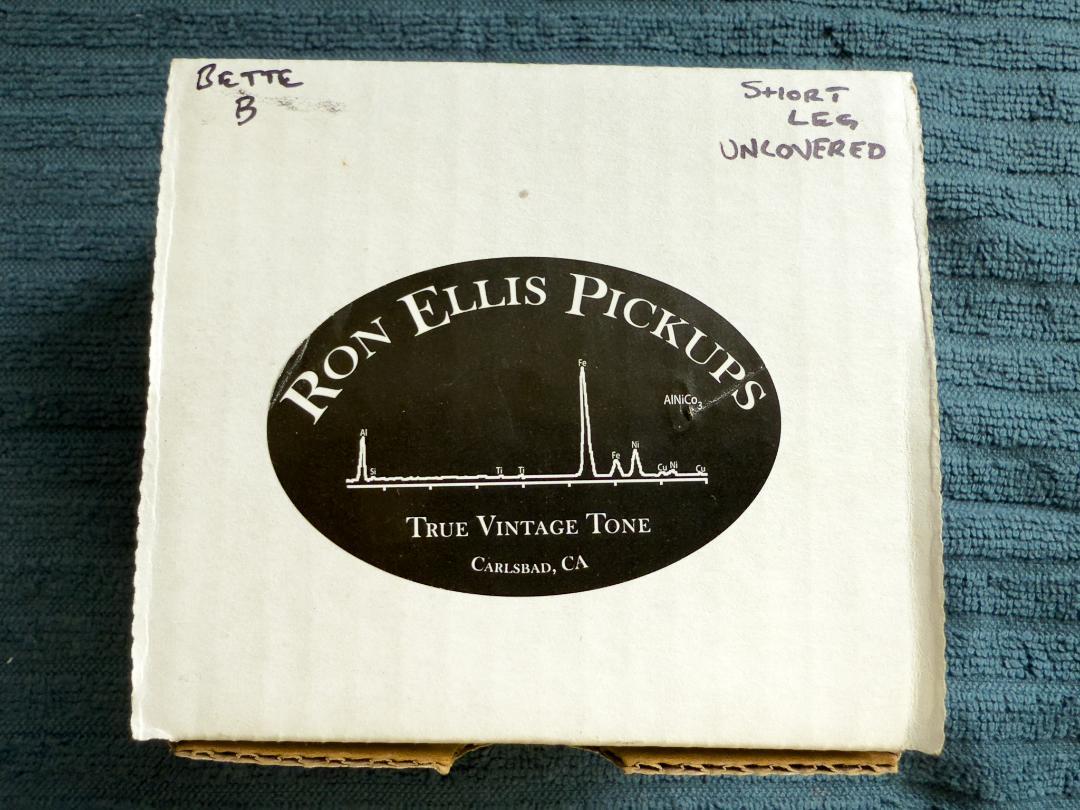 BETTE
B
SHORT
LEG
UNCOVERED
RON ELLIS PICKUPS
Fe
AlNiCo3
Al
Si
Ti
Ti
Fe
Ni
Cu
Ni
Cu
TRUE VINTAGE TONE
CARLSBAD, CA